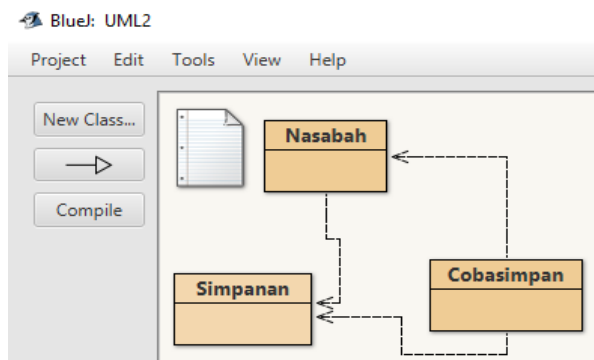 BlueJ: UML2
Project Edit Tools View Help
New Class...
Compile
Nasabah
Simpanan
Cobasimpan